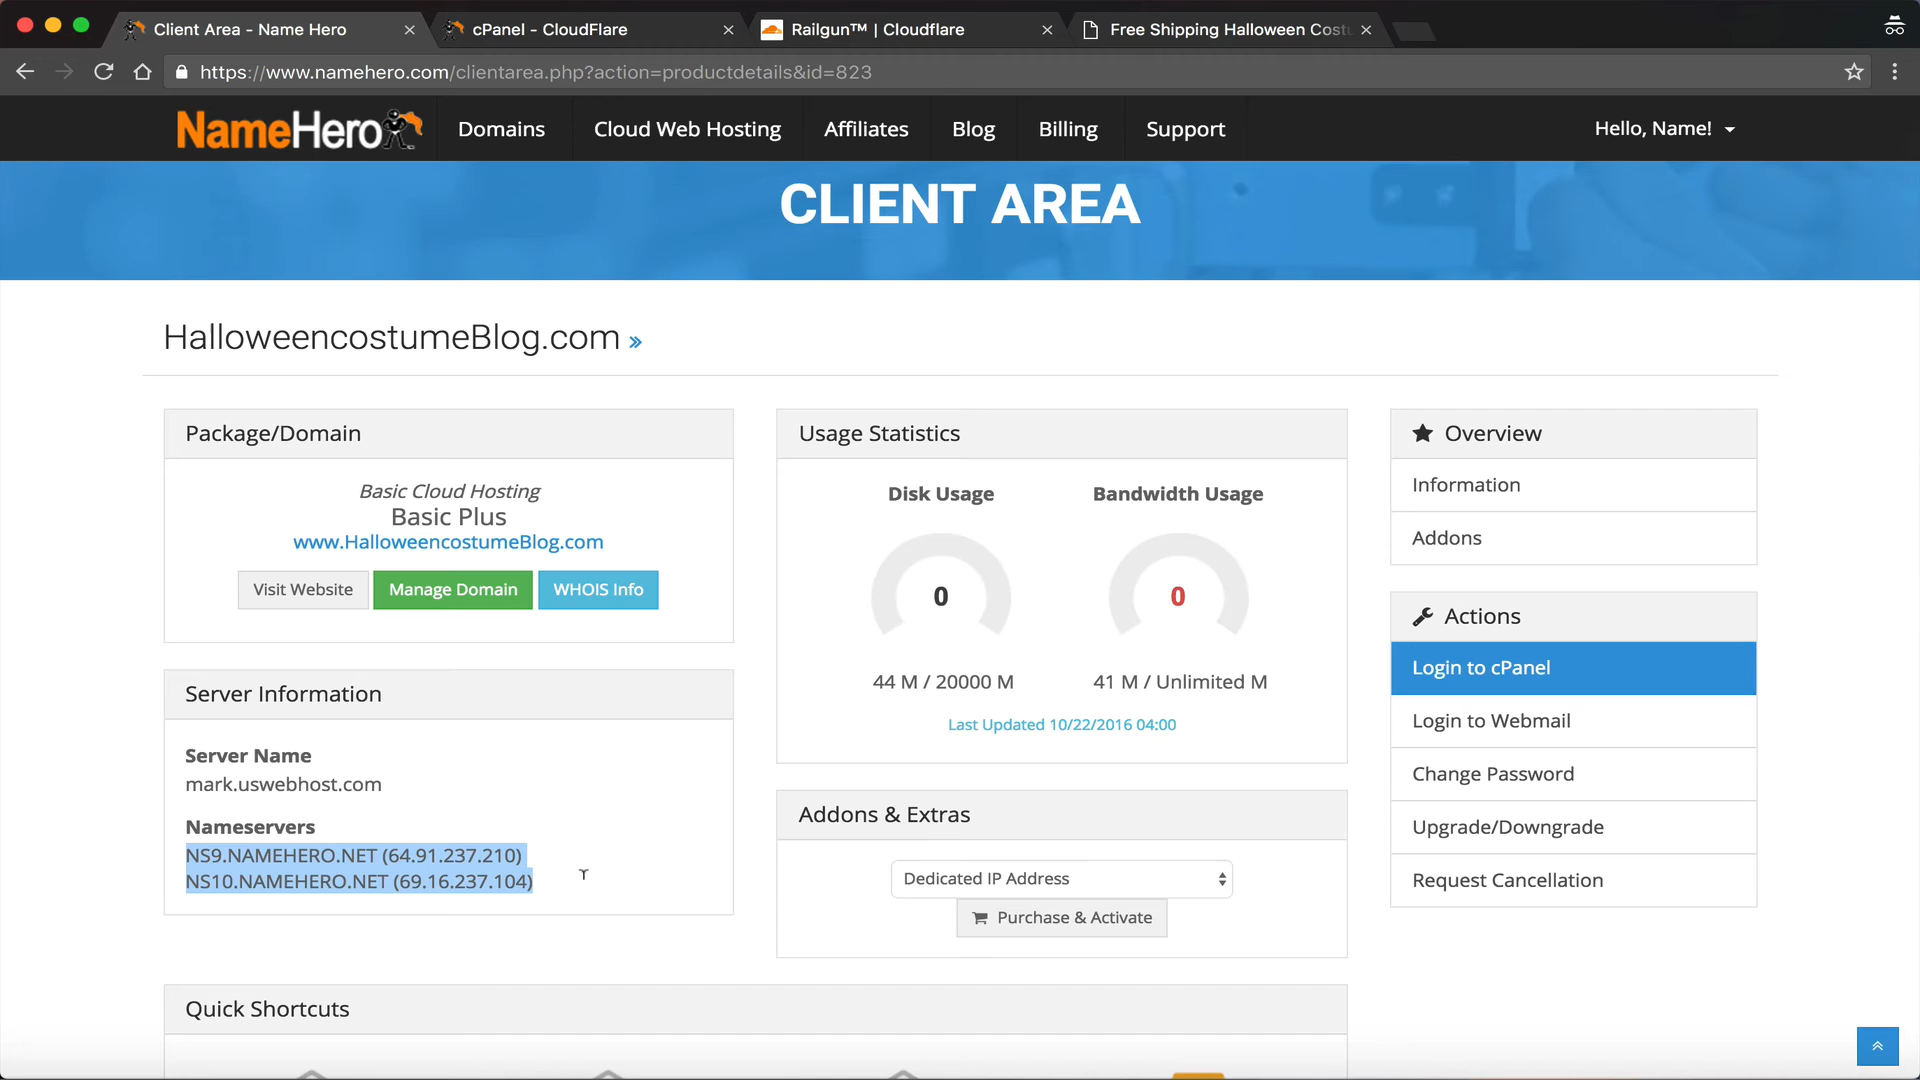 Client Area - Name Hero
cPanel - CloudFlare
Railgun™ | Cloudflare
Free Shipping Halloween Costu
https://www.namehero.com/clientarea.php?action=productdetails&id=823
NameHero
Domains
Cloud Web Hosting
Affiliates
Blog
Billing
Support
Hello, Name!
CLIENT AREA
HalloweencostumeBlog.com »
Package/Domain
Basic Cloud Hosting
Basic Plus
www.HalloweencostumeBlog.com
Visit Website
Manage Domain
WHOIS Info
Server Information
Server Name
mark.uswebhost.com
Nameservers
NS9.NAMEHERO.NET (64.91.237.210)
NS10.NAMEHERO.NET (69.16.237.104)
Usage Statistics
Disk Usage
Bandwidth Usage
0
0
44 M / 20000 M
41 M / Unlimited M
Last Updated 10/22/2016 04:00
Addons & Extras
Dedicated IP Address
Purchase & Activate
Overview
Information
Addons
Actions
Login to cPanel
Login to Webmail
Change Password
Upgrade/Downgrade
Request Cancellation
Quick Shortcuts